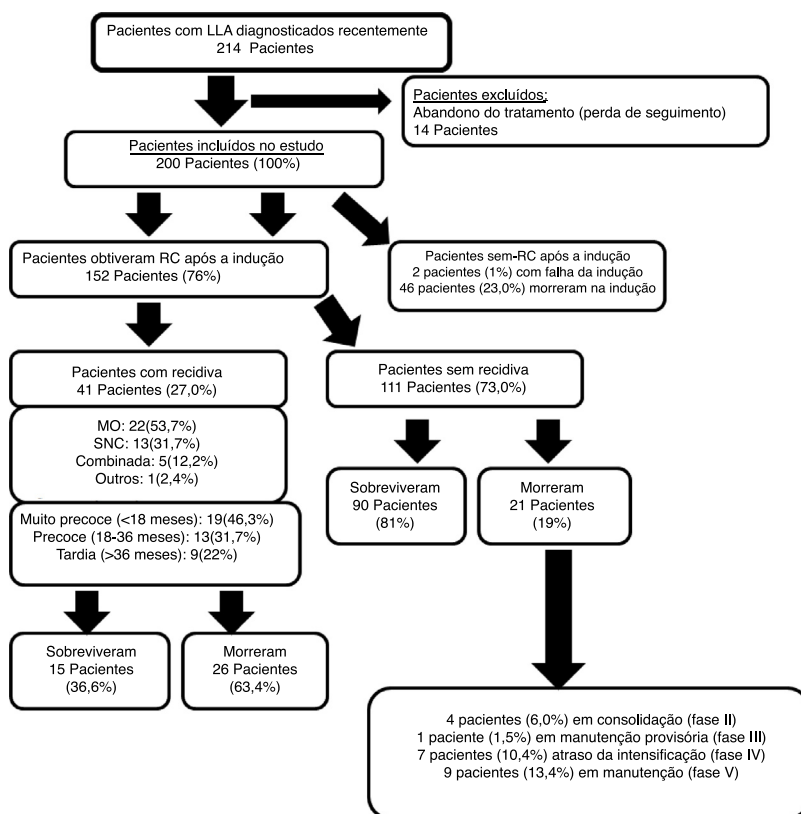 Pacientes com LLA diagnosticados recentemente
214 Pacientes
Pacientes excluídos:
Abandono do tratamento (perda de seguimento)
14 Pacientes
Pacientes incluídos no estudo
200 Pacientes (100%)
Pacientes obtiveram RC após a indução
152 Pacientes (76%)
Pacientes sem-RC após a indução
2 pacientes (1%) com falha da indução
46 pacientes (23,0%) morreram na indução
Pacientes com recidiva
41 Pacientes (27,0%)
Pacientes sem recidiva
111 Pacientes (73,0%)
MO: 22(53,7%)
SNC: 13(31,7%)
Combinada: 5(12,2%)
Outros: 1(2,4%)
Muito precoce (<18 meses): 19(46,3%)
Precoce (18-36 meses): 13(31,7%)
Tardia (>36 meses): 9(22%)
Sobreviveram
90 Pacientes
(81%)
Morreram
21 Pacientes
(19%)
Sobreviveram
15 Pacientes
(36,6%)
Morreram
26 Pacientes
(63,4%)
4 pacientes (6,0%) em consolidação (fase II)
1 paciente (1,5%) em manutenção provisória (fase III)
7 pacientes (10,4%) atraso da intensificação (fase IV)
9 pacientes (13,4%) em manutenção (fase V)